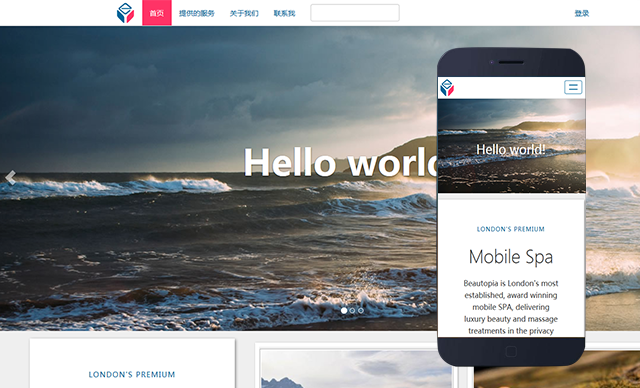 首页 提供的服务 关于我们 联系我 登录
Hello world
LONDON'S PREMIUM
Hello world!
LONDON'S PREMIUM
Mobile Spa
Beautopia is London's most
established, award winning
mobile SPA, delivering
luxury beauty and massage
treatments in the privacy